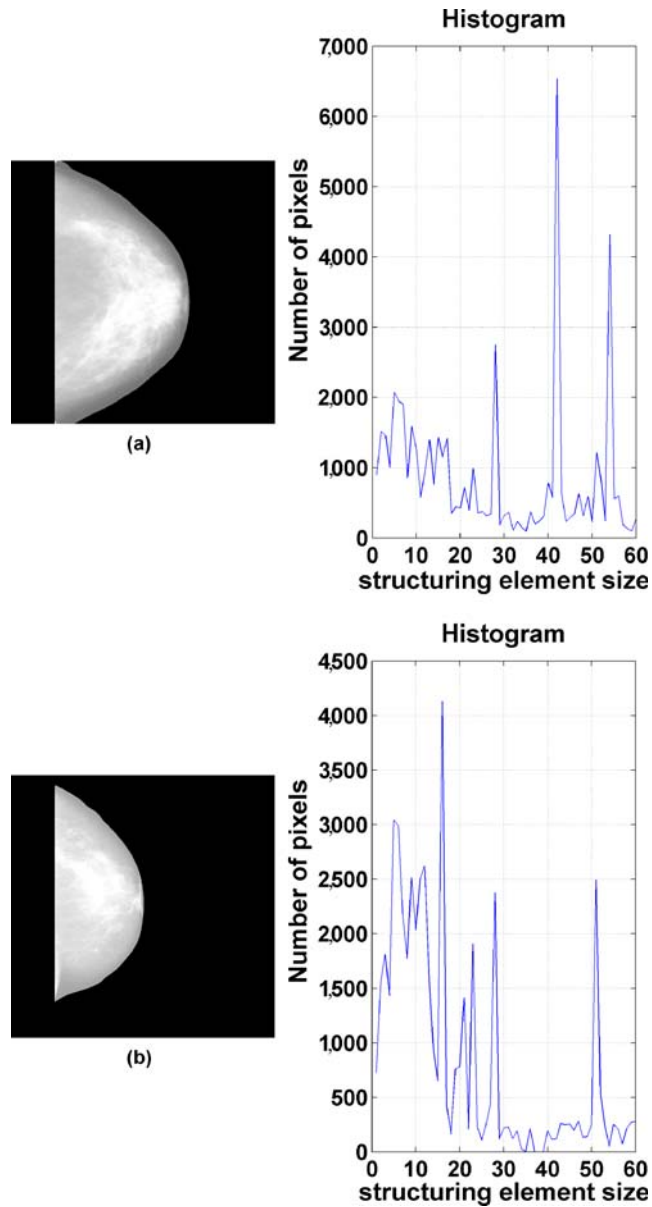 Histogram
7,000
6,000
5,000
4,000
3,000
2,000
1,000
0
Number of pixels
0 10 20 30 40 50 60
structuring element size
(a)
Histogram
4,500
4,000
3,500
3,000
2,500
2,000
1,500
1,000
500
0
Number of pixels
0 10 20 30 40 50 60
structuring element size
(b)